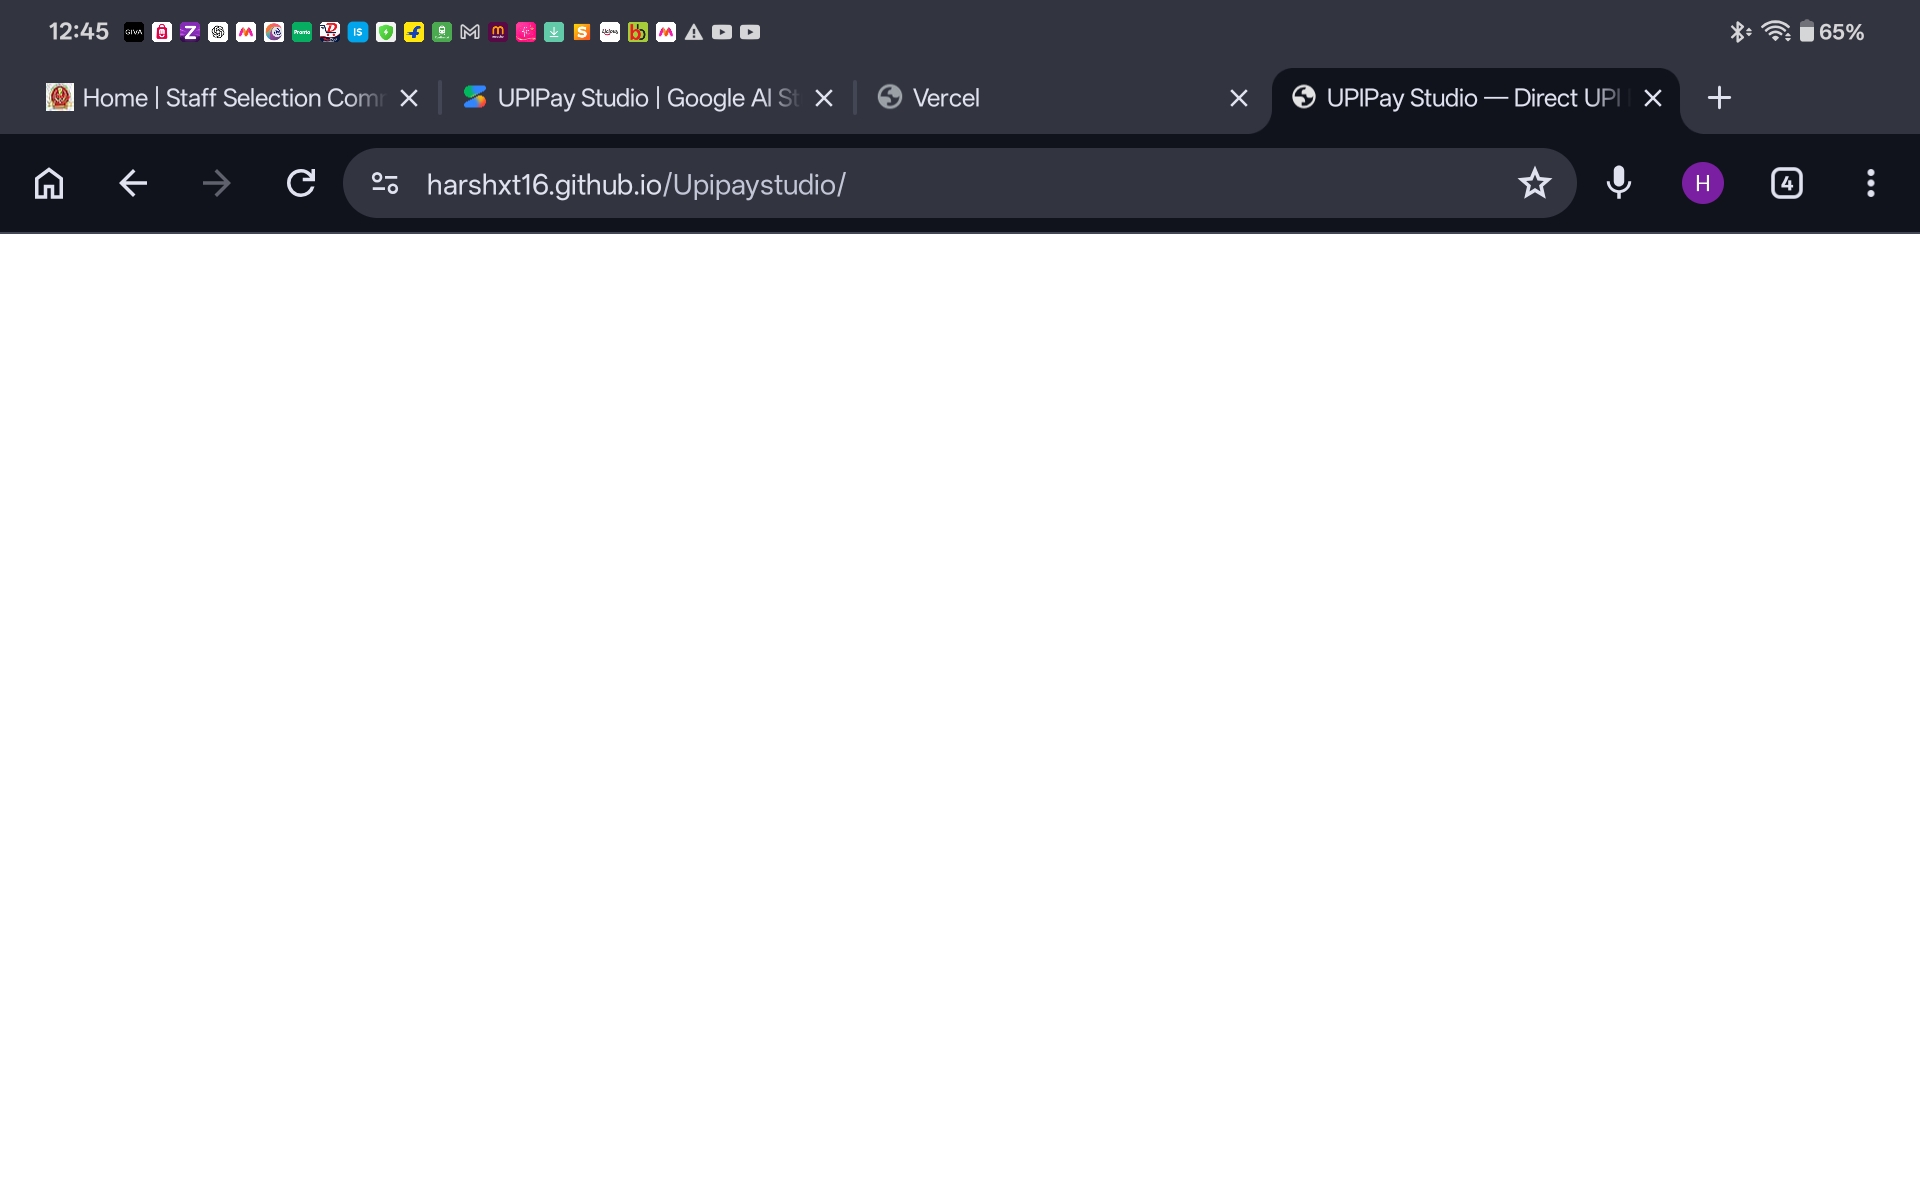 12:45
65%
Home | Staff Selection Com
UPIPay Studio | Google AI St
Vercel
UPIPay Studio — Direct UPI
harshxt16.github.io/Upipaystudio/
H
4